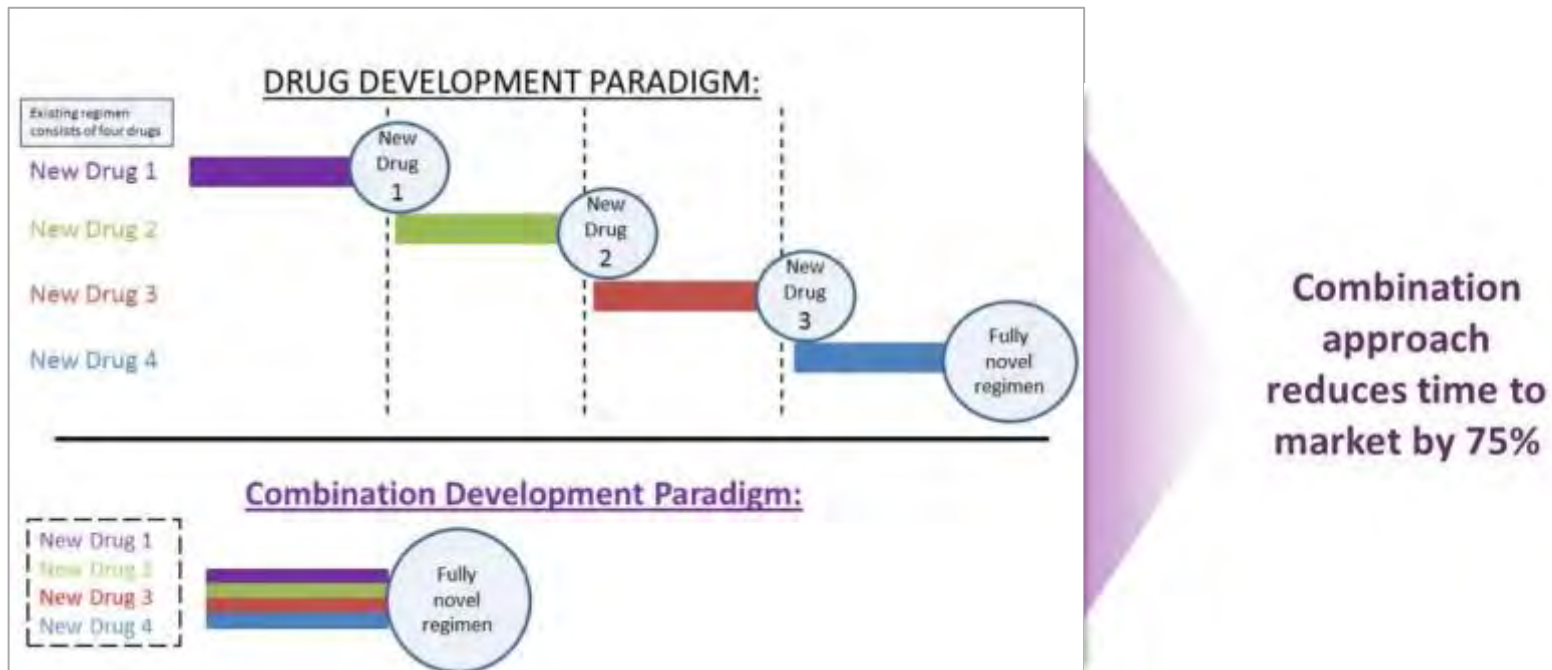 DRUG DEVELOPMENT PARADIGM:
Existing regimen
consists of four drugs
New Drug 1
New
Drug
1
New Drug 2
New
Drug
2
New Drug 3
New
Drug
3
New Drug 4
Fully
novel
regimen
Combination Development Paradigm:
New Drug 1
New Drug 2
New Drug 3
New Drug 4
Fully
novel
regimen
Combination
approach
reduces time to
market by 75%